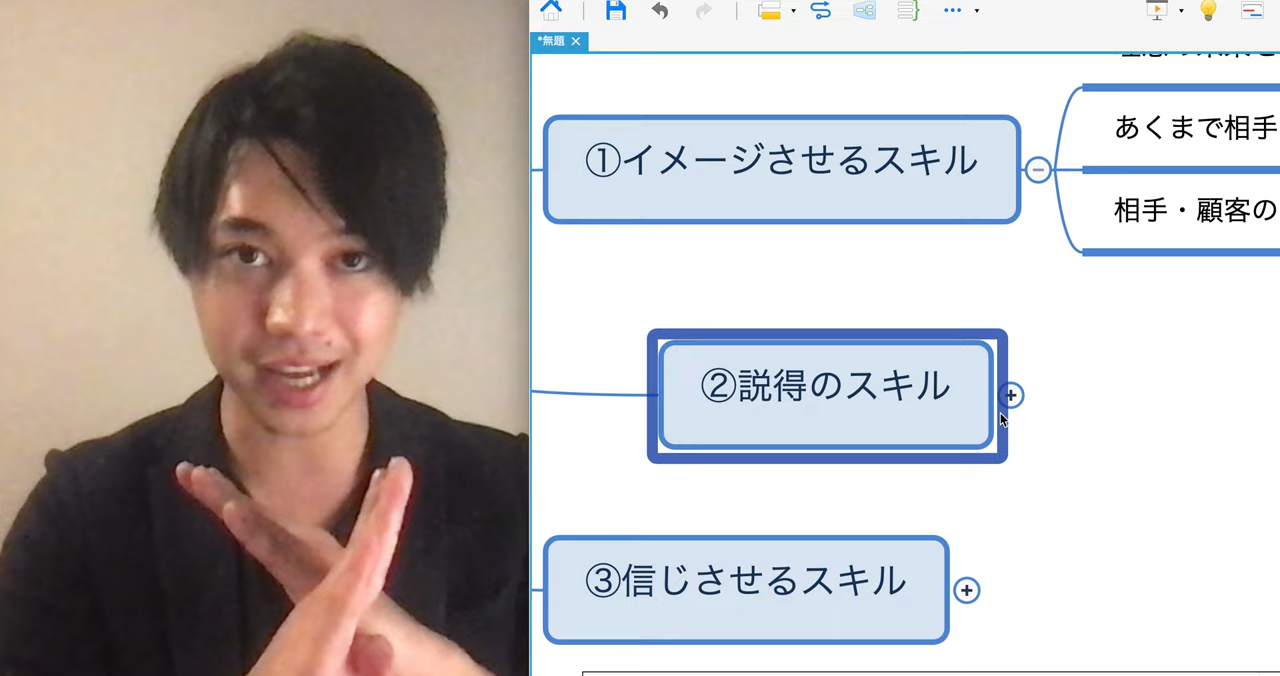 *無題
①イメージさせるスキル
あくまで相手
相手・顧客の
②説得のスキル
③信じさせるスキル